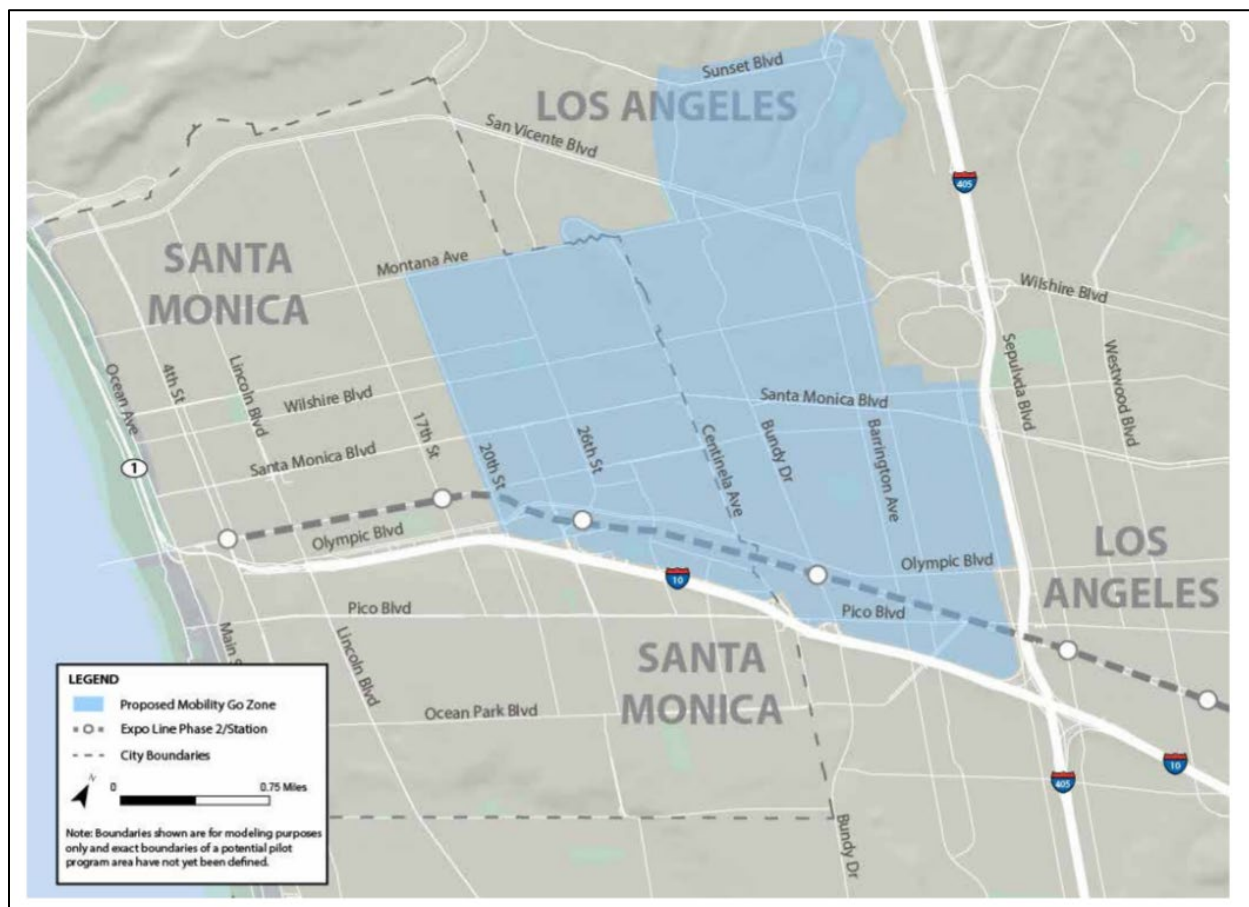 Sunset Blvd
LOS ANGELES
San Vicente Blvd
405
SANTA
MONICA
Montana Ave
Wilshire Blvd
Ocean Ave
4th St
Lincoln Blvd
Wilshire Blvd
17th St
Santa Monica Blvd
20th St
26th St
Centinela Ave
Bundy Dr
Santa Monica Blvd
Barrington Ave
Sepulvda Blvd
Westwood Blvd
1
Olympic Blvd
10
Olympic Blvd
LOS
ANGELES
Pico Blvd
Pico Blvd
Main S
Lincoln Blvd
SANTA
MONICA
Ocean Park Blvd
10
405
Bundy Dr
LEGEND
Proposed Mobility Go Zone
Expo Line Phase 2/Station
City Boundaries
N
0 0.75 Miles
Note: Boundaries shown are for modeling purposes
only and exact boundaries of a potential pilot
program area have not yet been defined.